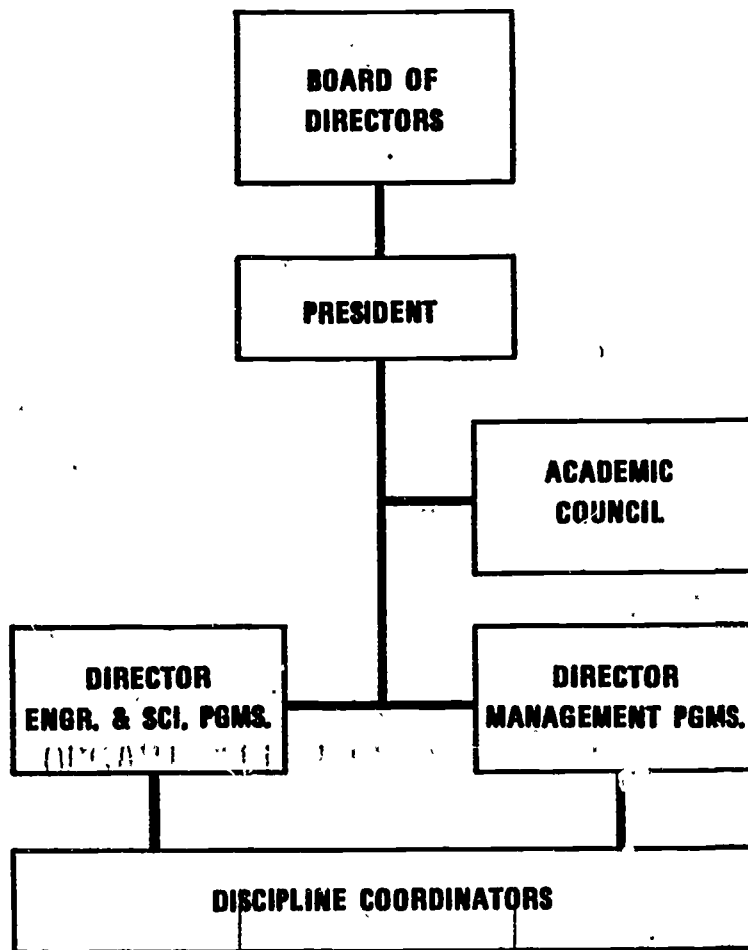 BOARD OF
DIRECTORS
PRESIDENT
ACADEMIC
COUNCIL
DIRECTOR
ENGR. & SCI. PGMS.
DIRECTOR
MANAGEMENT PGMS.
DISCIPLINE COORDINATORS